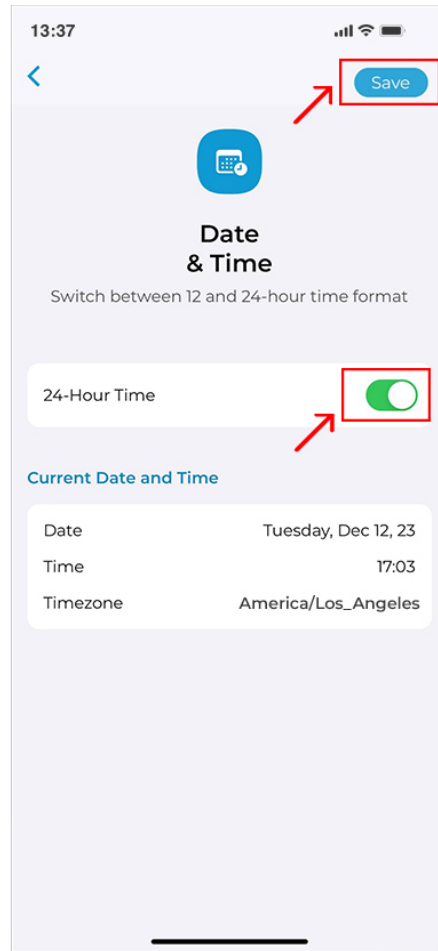 13:37
Save
Date
& Time
Switch between 12 and 24-hour time format
24-Hour Time
Current Date and Time
Date Tuesday, Dec 12, 23
Time 17:03
Timezone America/Los_Angeles